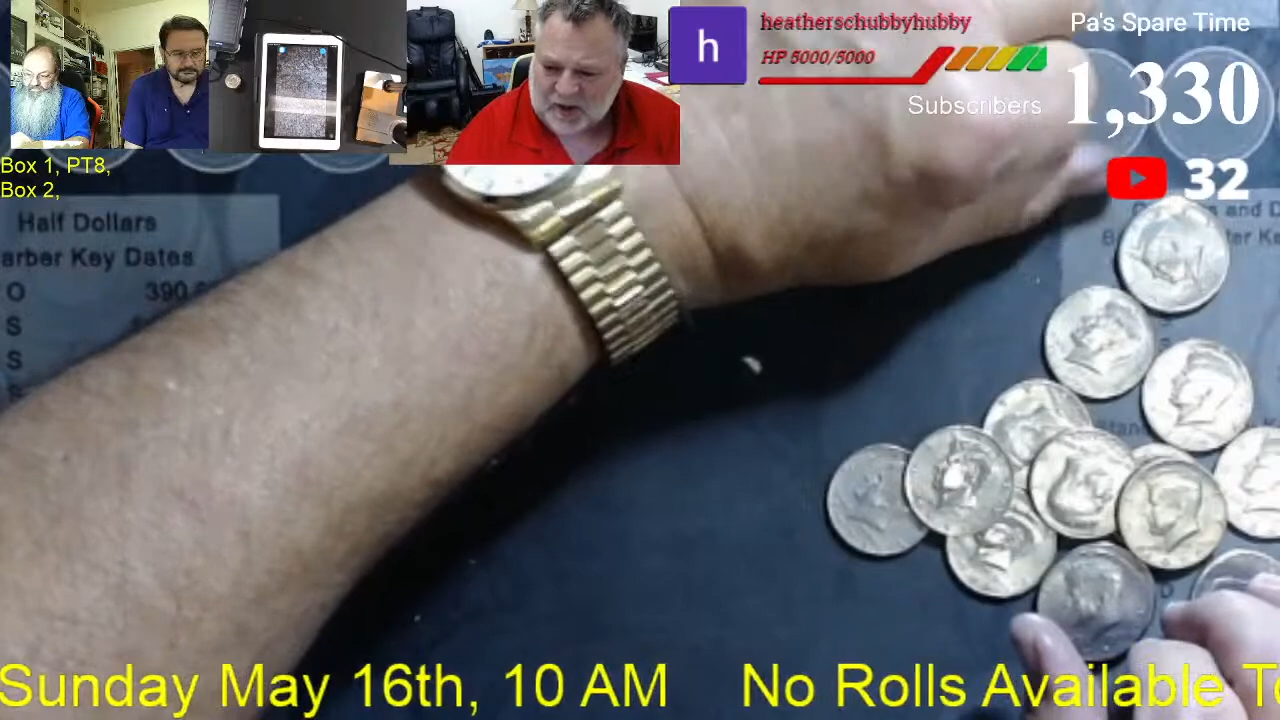 h
heatherschubbyhubby
HP 5000/5000
Pa's Spare Time
Subscribers 1,330
32
Box 1, PT8,
Box 2,
Half Dollars
arber Key Dates
O 390
S
S
Sunday May 16th, 10 AM No Rolls Available